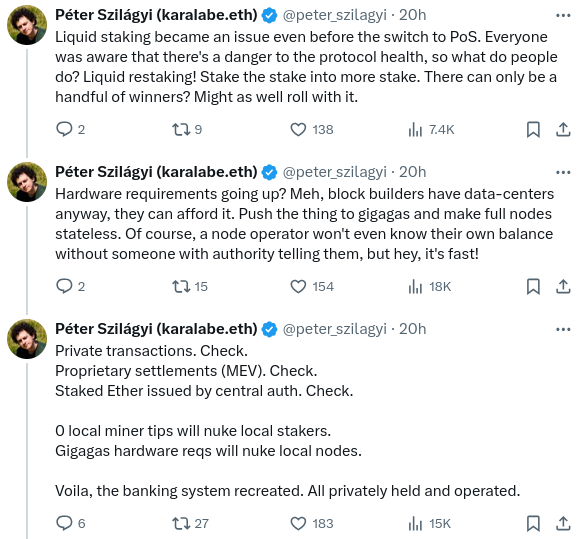 Péter Szilágyi (karalabe.eth) @peter_szilagyi · 20h
Liquid staking became an issue even before the switch to PoS. Everyone
was aware that there's a danger to the protocol health, so what do people
do? Liquid restaking! Stake the stake into more stake. There can only be a
handful of winners? Might as well roll with it.
2 9 138 7.4K
Péter Szilágyi (karalabe.eth) @peter_szilagyi · 20h
Hardware requirements going up? Meh, block builders have data-centers
anyway, they can afford it. Push the thing to gigagas and make full nodes
stateless. Of course, a node operator won't even know their own balance
without someone with authority telling them, but hey, it's fast!
2 15 154 18K
Péter Szilágyi (karalabe.eth) @peter_szilagyi · 20h
Private transactions. Check.
Proprietary settlements (MEV). Check.
Staked Ether issued by central auth. Check.
0 local miner tips will nuke local stakers.
Gigagas hardware reqs will nuke local nodes.
Voila, the banking system recreated. All privately held and operated.
6 27 183 15K